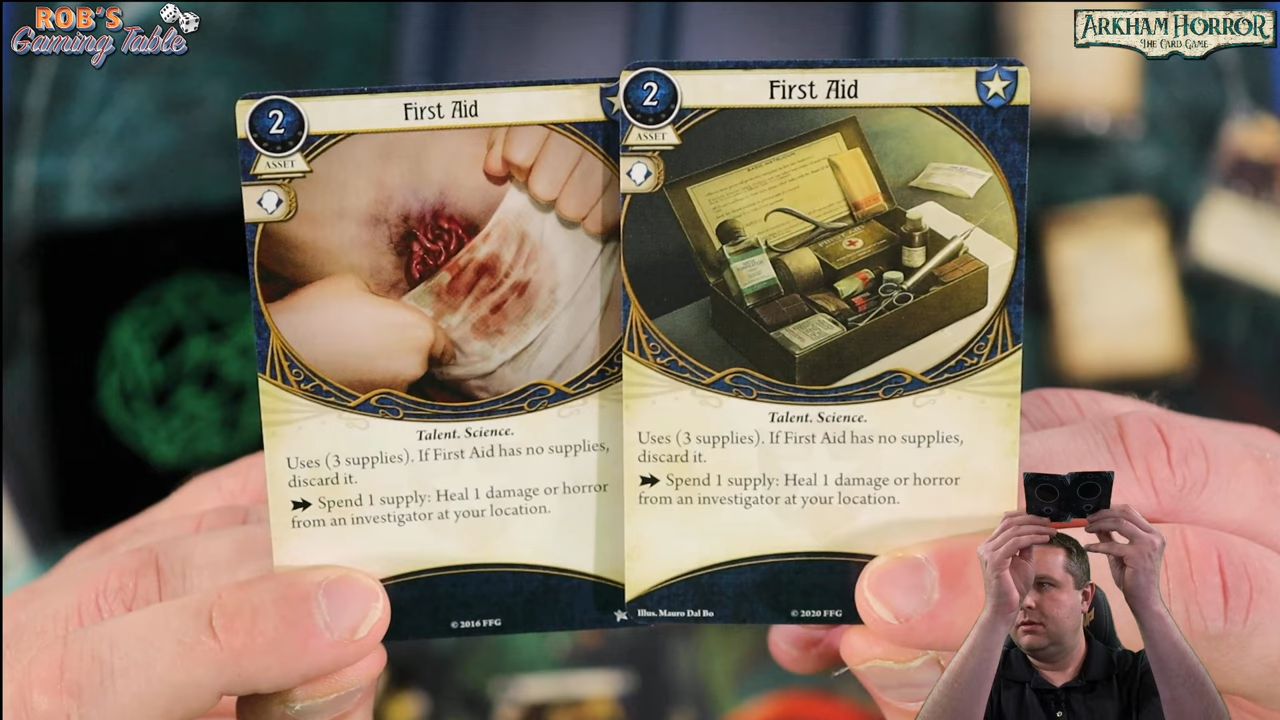 ROB'S
Gaming Table
ARKHAM HORROR
THE CARD GAME
2
First Aid
ASSET
Talent. Science.
Uses (3 supplies). If First Aid has no supplies,
discard it.
Spend 1 supply: Heal 1 damage or horror
from an investigator at your location.
© 2016 FFG
2
First Aid
ASSET
FIRST AID
Talent. Science.
Uses (3 supplies). If First Aid has no supplies,
discard it.
Spend 1 supply: Heal 1 damage or horror
from an investigator at your location.
Illus. Mauro Dal Bo
© 2020 FFG